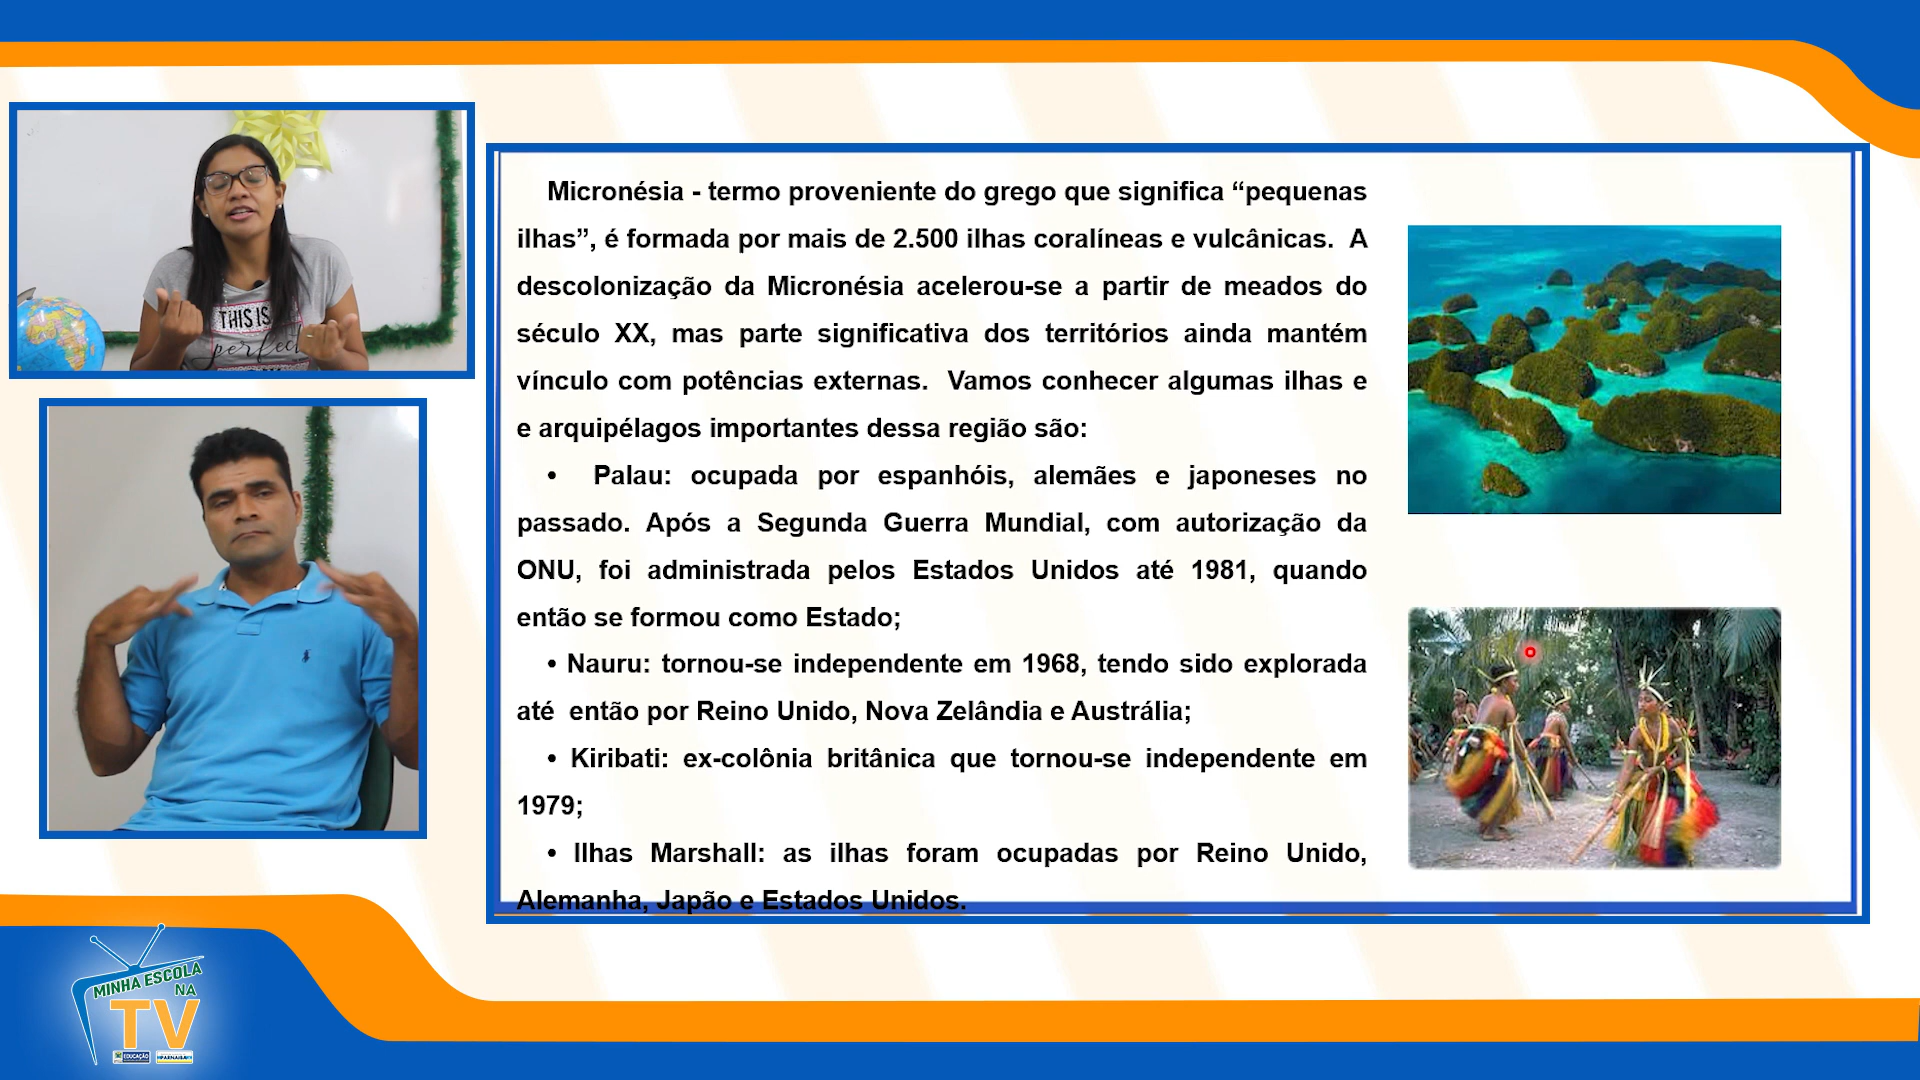 Micronésia - termo proveniente do grego que significa “pequenas
ilhas”, é formada por mais de 2.500 ilhas coralíneas e vulcânicas. A
descolonização da Micronésia acelerou-se a partir de meados do
século XX, mas parte significativa dos territórios ainda mantém
vínculo com potências externas. Vamos conhecer algumas ilhas e
e arquipélagos importantes dessa região são:
• Palau: ocupada por espanhóis, alemães e japoneses no
passado. Após a Segunda Guerra Mundial, com autorização da
ONU, foi administrada pelos Estados Unidos até 1981, quando
então se formou como Estado;
• Nauru: tornou-se independente em 1968, tendo sido explorada
até então por Reino Unido, Nova Zelândia e Austrália;
• Kiribati: ex-colônia britânica que tornou-se independente em
1979;
• Ilhas Marshall: as ilhas foram ocupadas por Reino Unido,
Alemanha, Japão e Estados Unidos.
THIS IS
perfect
MINHA ESCOLA
NA
TV
EDUCAÇÃO
PARNAÍBA